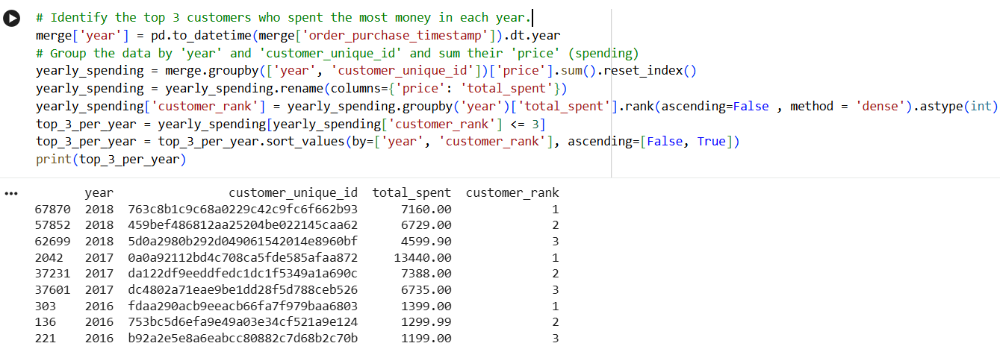 # Identify the top 3 customers who spent the most money in each year.
merge['year'] = pd.to_datetime(merge['order_purchase_timestamp']).dt.year
# Group the data by 'year' and 'customer_unique_id' and sum their 'price' (spending)
yearly_spending = merge.groupby(['year', 'customer_unique_id'])['price'].sum().reset_index()
yearly_spending = yearly_spending.rename(columns={'price': 'total_spent'})
yearly_spending['customer_rank'] = yearly_spending.groupby('year')['total_spent'].rank(ascending=False , method = 'dense').astype(int)
top_3_per_year = yearly_spending[yearly_spending['customer_rank'] <= 3]
top_3_per_year = top_3_per_year.sort_values(by=['year', 'customer_rank'], ascending=[False, True])
print(top_3_per_year)
year customer_unique_id total_spent customer_rank
67870 2018 763c8b1c9c68a0229c42c9fc6f662b93 7160.00 1
57852 2018 459bef486812aa25204be022145caa62 6729.00 2
62699 2018 5d0a2980b292d049061542014e8960bf 4599.90 3
2042 2017 0a0a92112bd4c708ca5fde585afaa872 13440.00 1
37231 2017 da122df9eeddfedc1dc1f5349a1a690c 7388.00 2
37601 2017 dc4802a71eae9be1dd28f5d788ceb526 6735.00 3
303 2016 fdaa290acb9eeacb66fa7f979baa6803 1399.00 1
136 2016 753bc5d6efa9e49a03e34cf521a9e124 1299.99 2
221 2016 b92a2e5e8a6eabcc80882c7d68b2c70b 1199.00 3